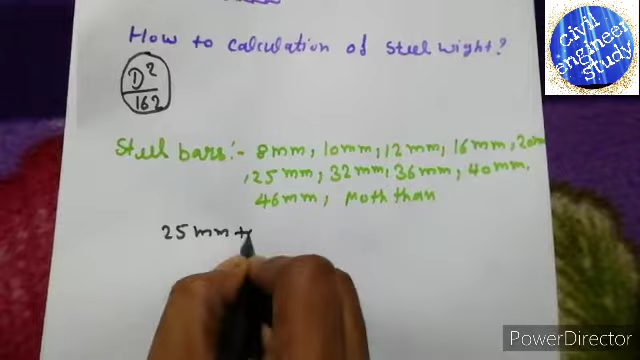 How to calculation of steel wight?
D²
162
Steel bars:- 8mm, 10mm, 12mm, 16mm, 20m
,25mm, 32mm, 36mm, 40mm,
46mm, Moth than
25mm
civil
engineer
study
PowerDirector